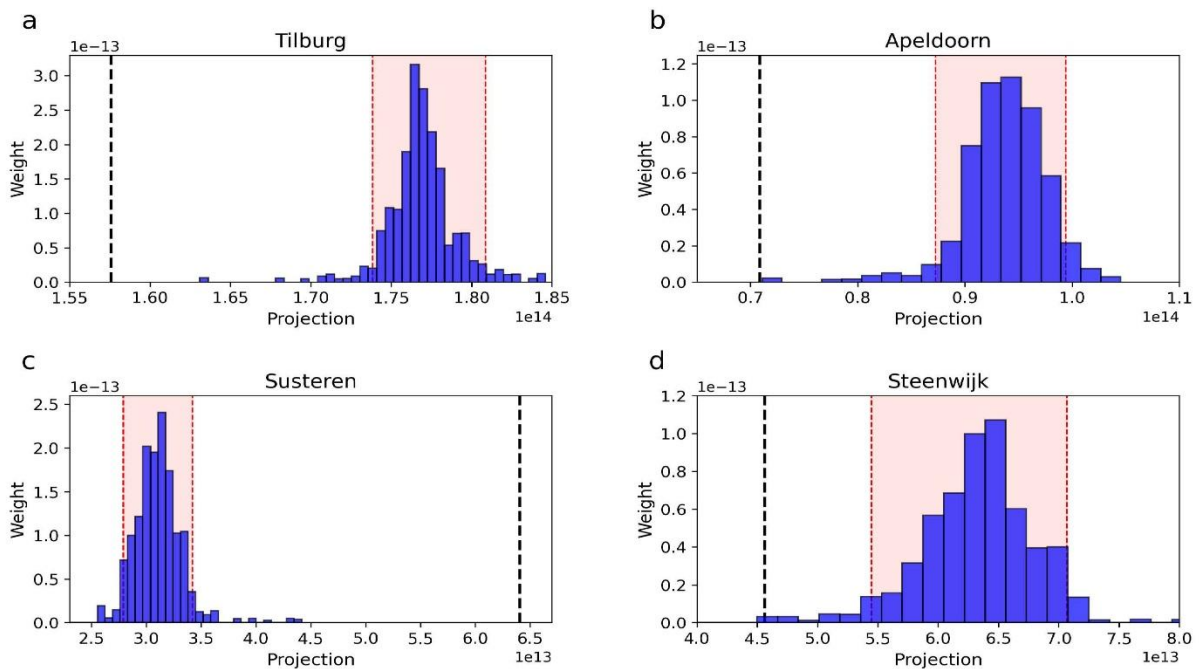 a
Tilburg
1e−13
3.0
2.5
2.0
1.5
1.0
0.5
0.0
Weight
1.55 1.60 1.65 1.70 1.75 1.80 1.85
Projection
1e14
b
Apeldoorn
1e−13
1.2
1.0
0.8
0.6
0.4
0.2
0.0
Weight
0.7 0.8 0.9 1.0 1.1
Projection
1e14
c
Susteren
1e−13
2.5
2.0
1.5
1.0
0.5
0.0
Weight
2.5 3.0 3.5 4.0 4.5 5.0 5.5 6.0 6.5
Projection
1e13
d
Steenwijk
1e−13
1.2
1.0
0.8
0.6
0.4
0.2
0.0
Weight
4.0 4.5 5.0 5.5 6.0 6.5 7.0 7.5 8.0
Projection
1e13